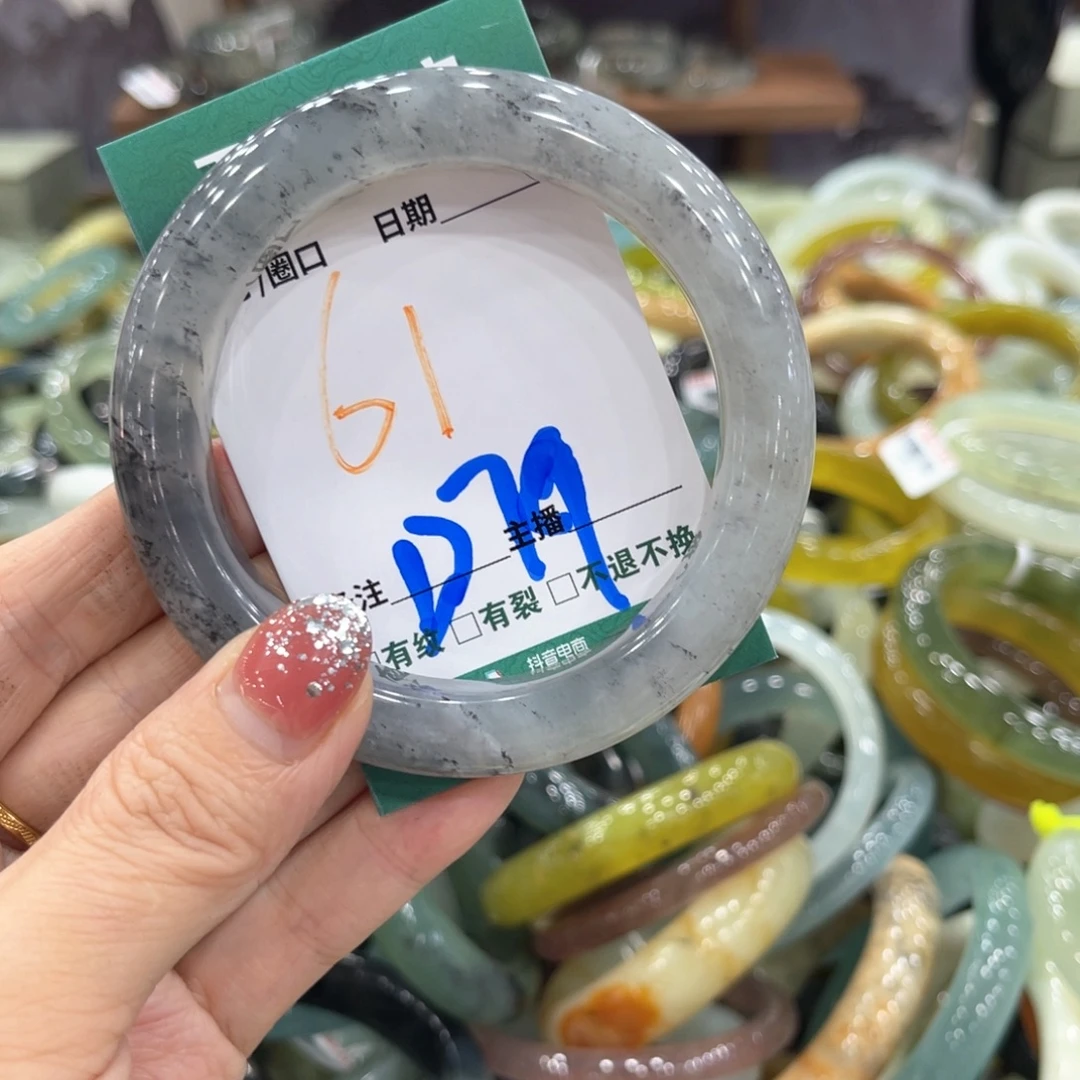 圈口 日期
61
D79
注 主播
有纹 □有裂 □不退不换
抖音电商